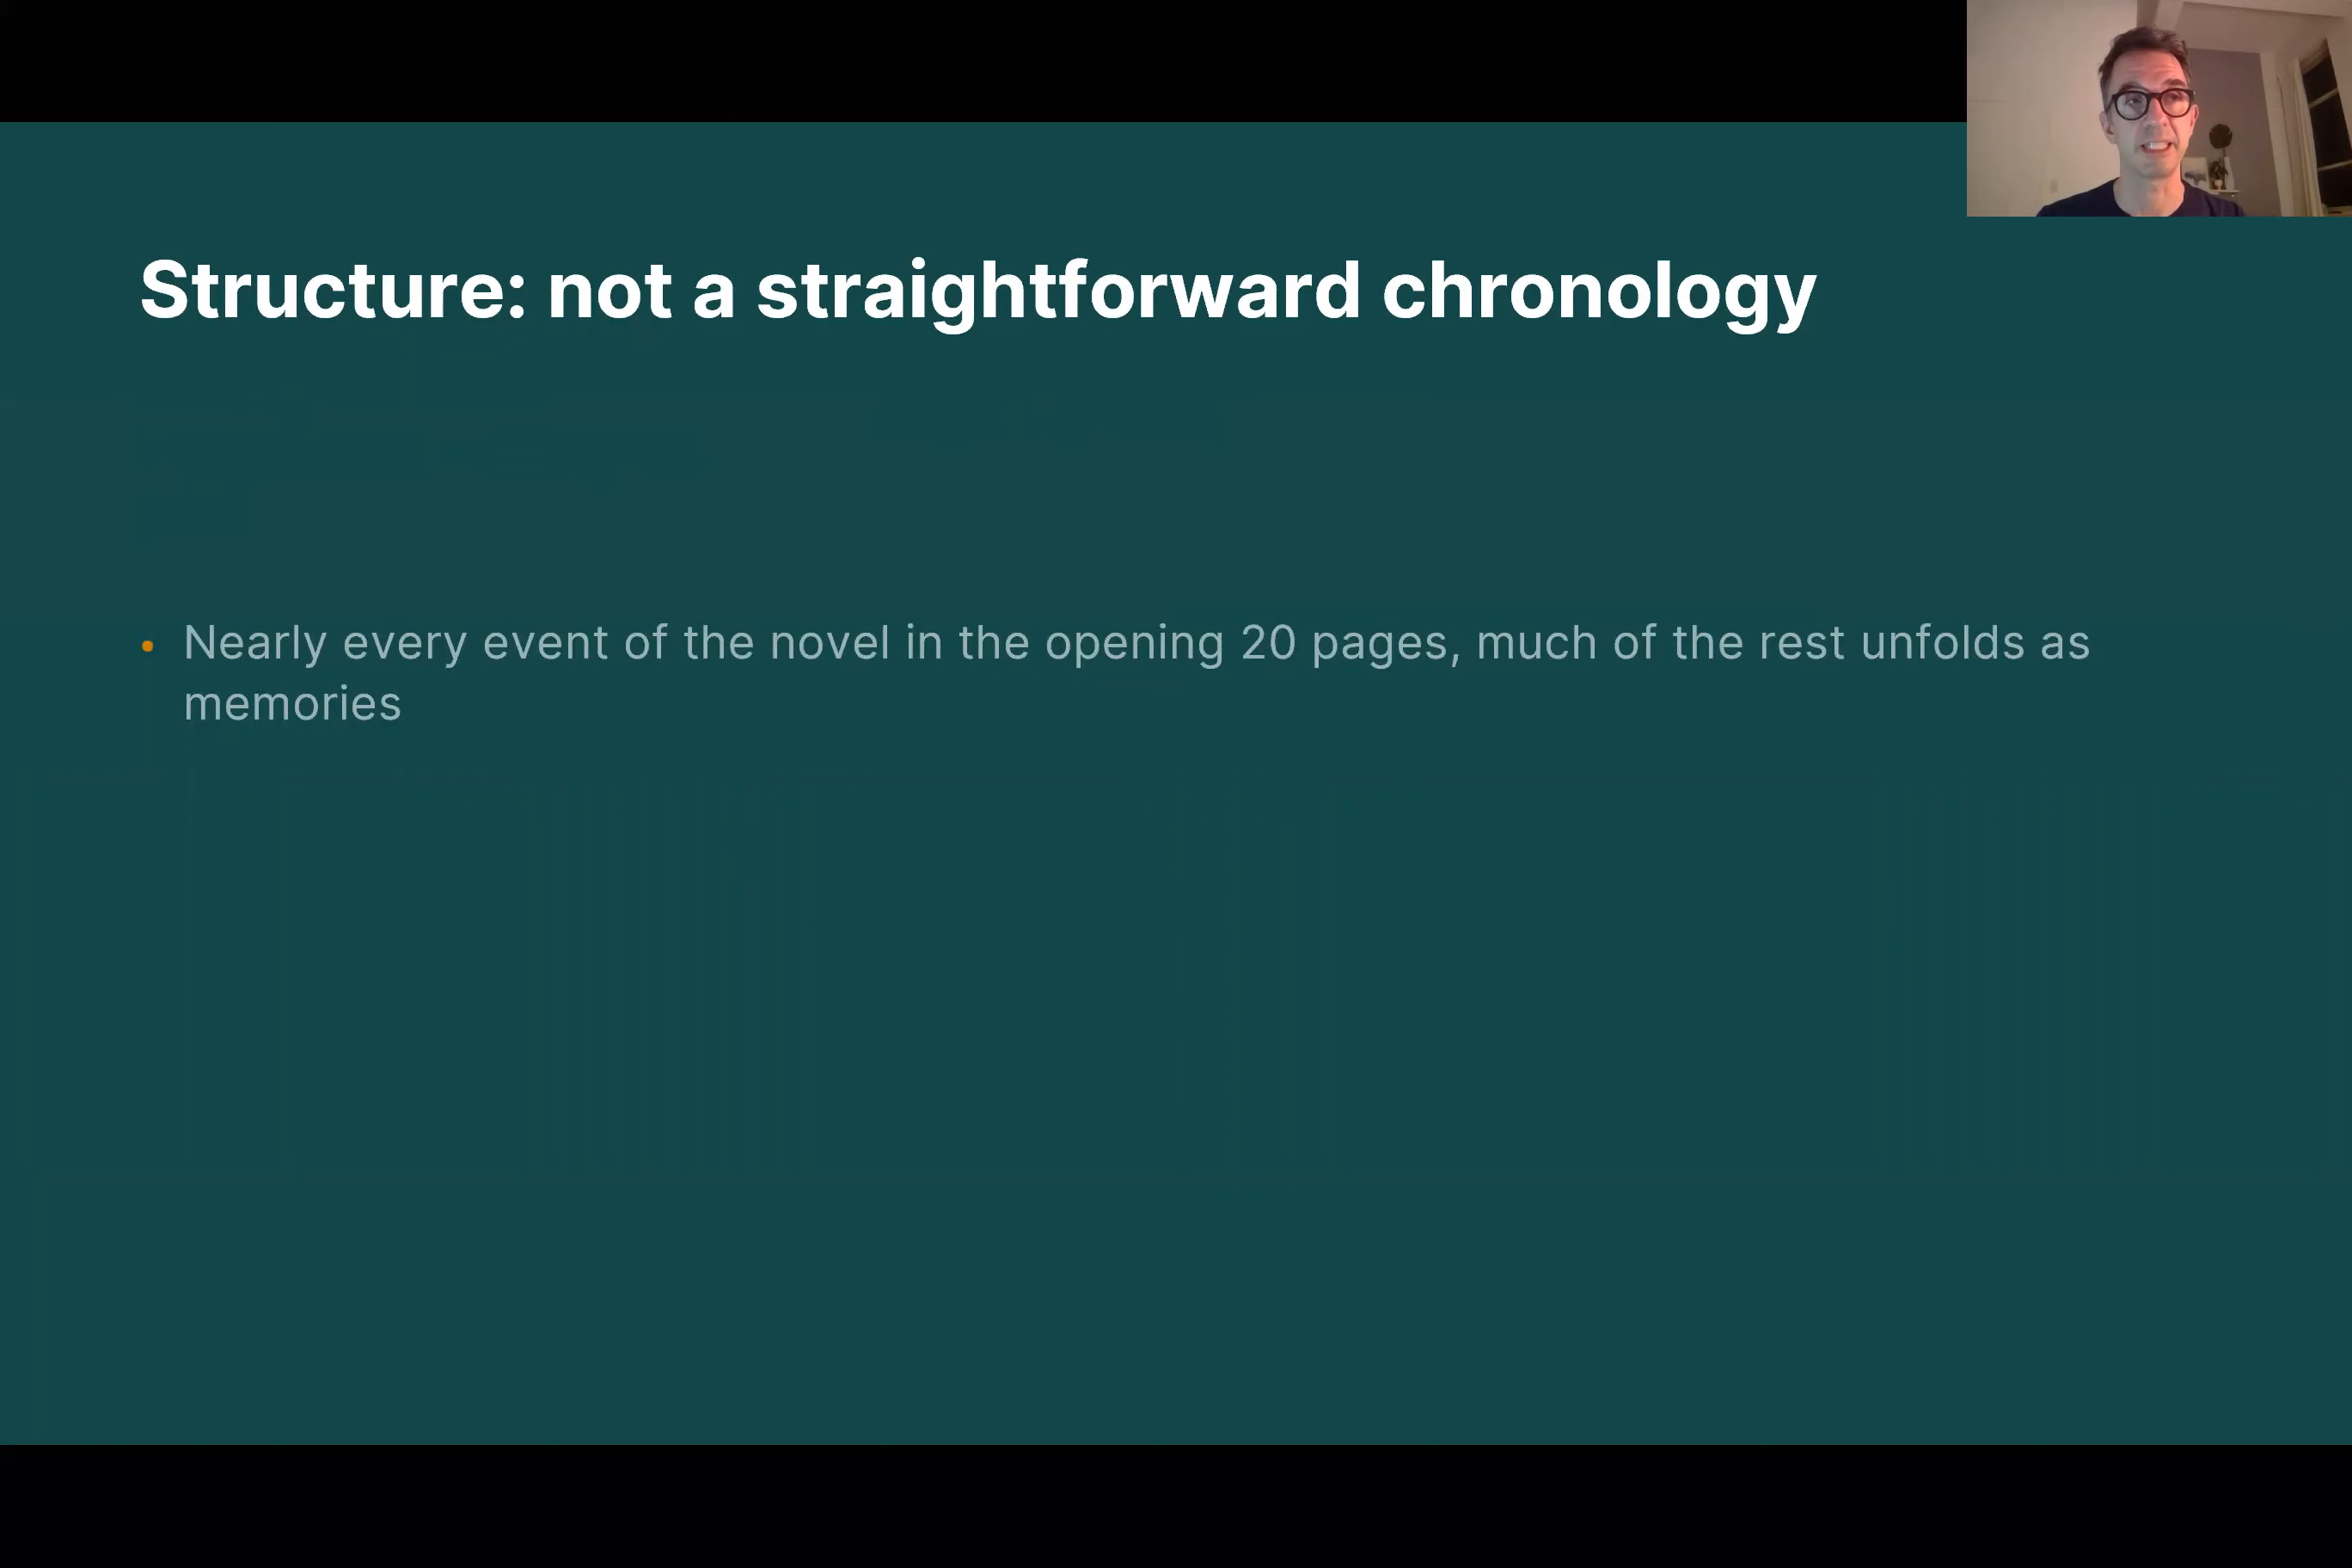 Structure: not a straightforward chronology
• Nearly every event of the novel in the opening 20 pages, much of the rest unfolds as
memories